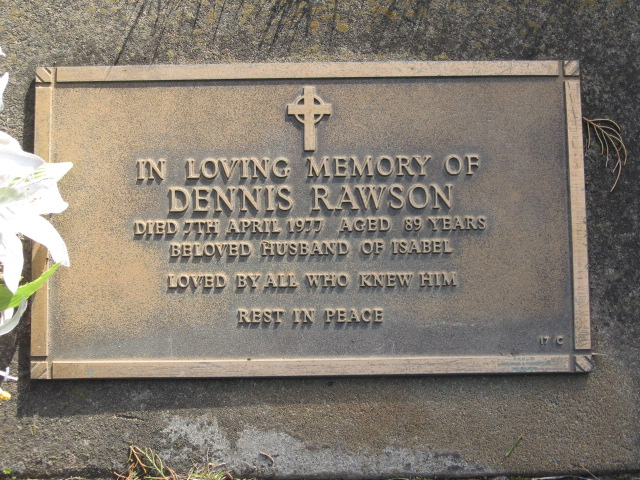 IN LOVING MEMORY OF
DENNIS RAWSON
DIED 7TH APRIL 1977 AGED 89 YEARS
BELOVED HUSBAND OF ISABEL
LOVED BY ALL WHO KNEW HIM
REST IN PEACE
17 C